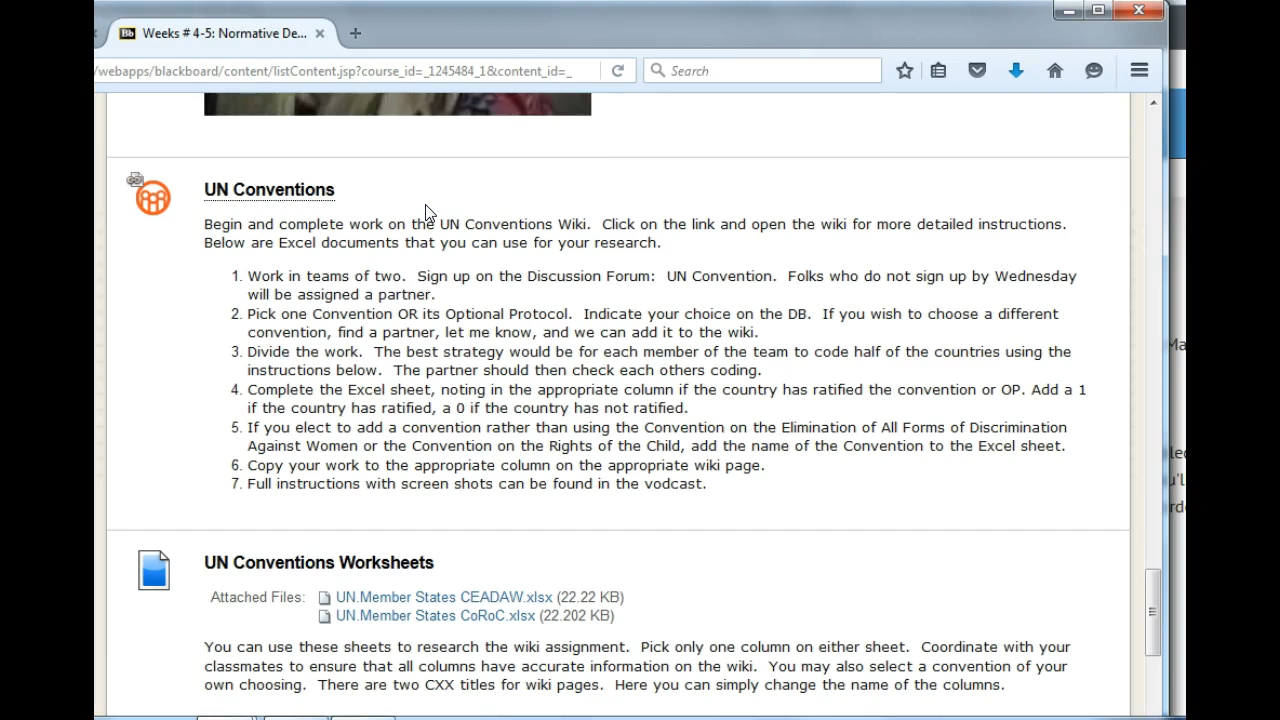 Bb Weeks # 4-5: Normative De...
/webapps/blackboard/content/listContent.jsp?course_id=_1245484_1&content_id=_
Search
UN Conventions
Begin and complete work on the UN Conventions Wiki. Click on the link and open the wiki for more detailed instructions.
Below are Excel documents that you can use for your research.
1. Work in teams of two. Sign up on the Discussion Forum: UN Convention. Folks who do not sign up by Wednesday
will be assigned a partner.
2. Pick one Convention OR its Optional Protocol. Indicate your choice on the DB. If you wish to choose a different
convention, find a partner, let me know, and we can add it to the wiki.
3. Divide the work. The best strategy would be for each member of the team to code half of the countries using the
instructions below. The partner should then check each others coding.
4. Complete the Excel sheet, noting in the appropriate column if the country has ratified the convention or OP. Add a 1
if the country has ratified, a 0 if the country has not ratified.
5. If you elect to add a convention rather than using the Convention on the Elimination of All Forms of Discrimination
Against Women or the Convention on the Rights of the Child, add the name of the Convention to the Excel sheet.
6. Copy your work to the appropriate column on the appropriate wiki page.
7. Full instructions with screen shots can be found in the vodcast.
UN Conventions Worksheets
Attached Files: UN.Member States CEADAW.xlsx (22.22 KB)
UN.Member States CoRoC.xlsx (22.202 KB)
You can use these sheets to research the wiki assignment. Pick only one column on either sheet. Coordinate with your
classmates to ensure that all columns have accurate information on the wiki. You may also select a convention of your
own choosing. There are two CXX titles for wiki pages. Here you can simply change the name of the columns.